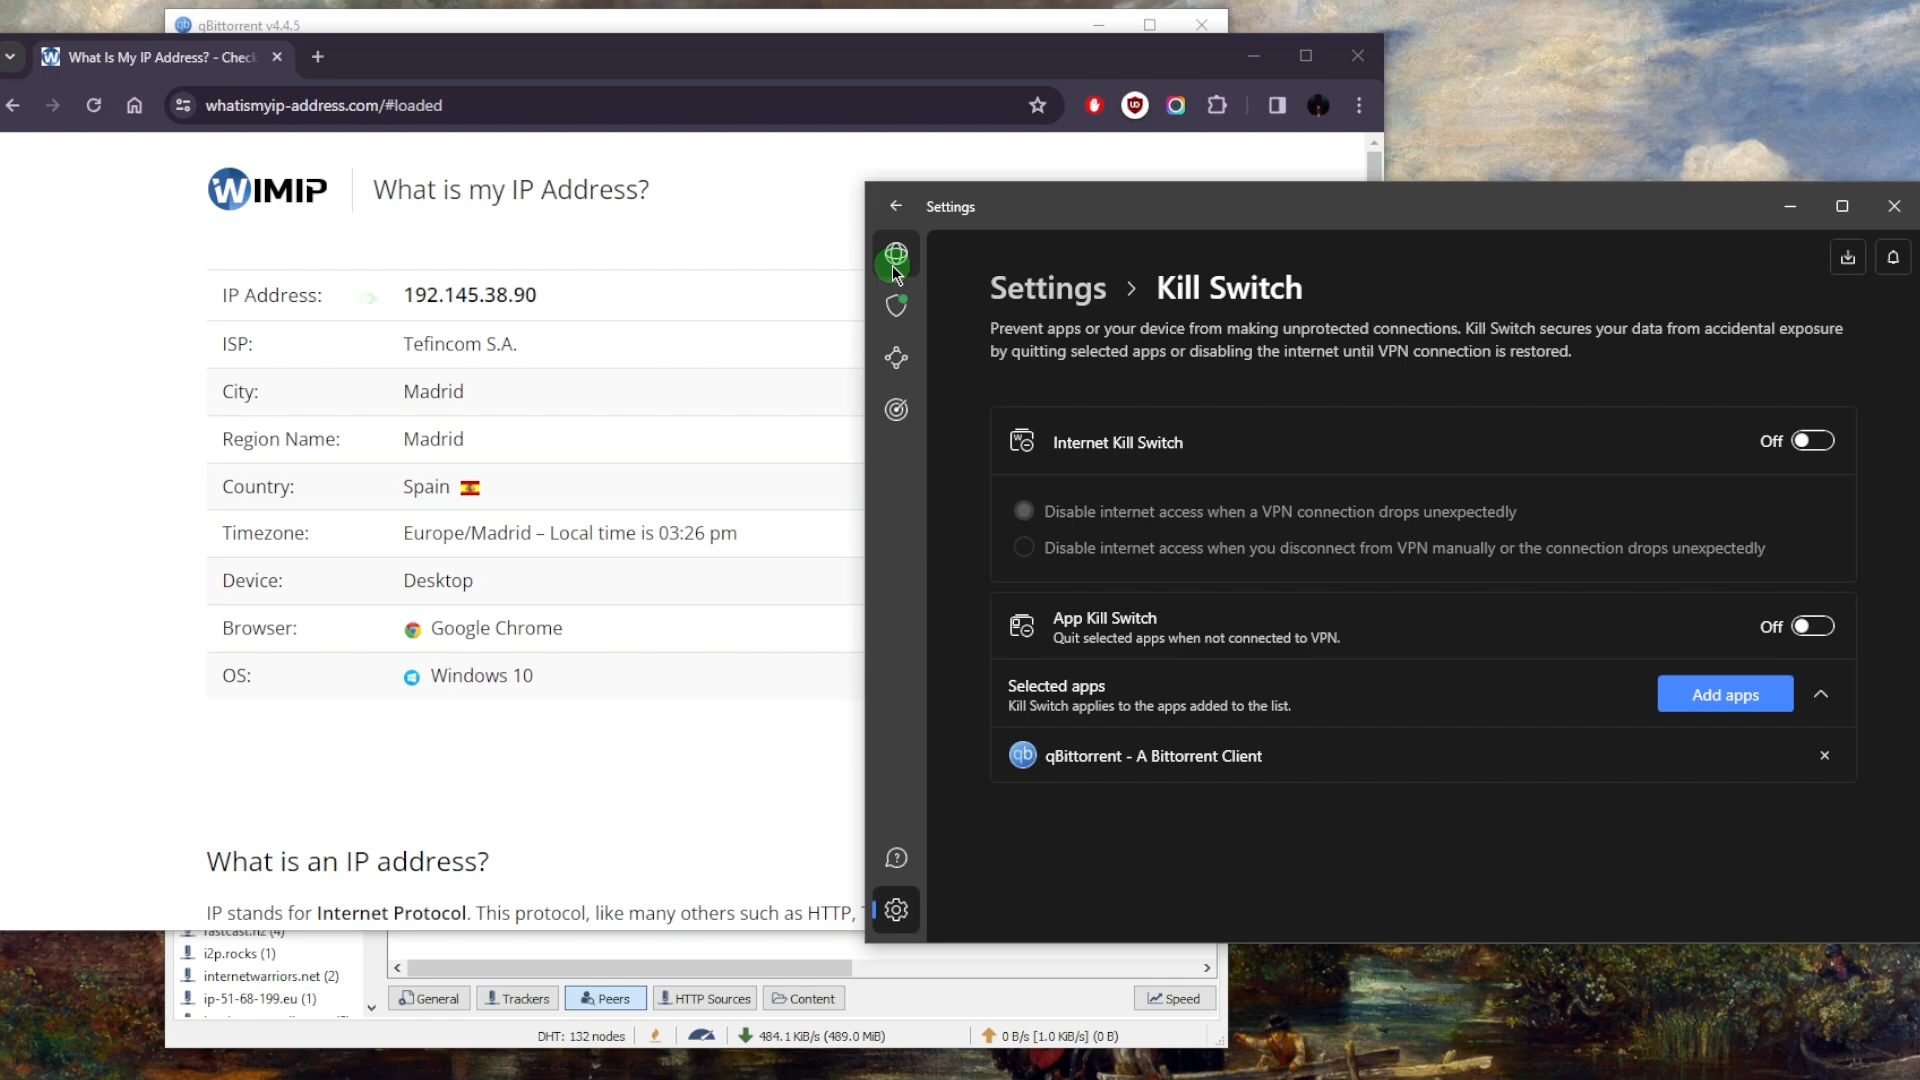 qBittorrent v4.4.5
What Is My IP Address? - Chec
whatismyip-address.com/#loaded
WIMIP
What is my IP Address?
IP Address: 192.145.38.90
ISP: Tefincom S.A.
City: Madrid
Region Name: Madrid
Country: Spain
Timezone: Europe/Madrid – Local time is 03:26 pm
Device: Desktop
Browser: Google Chrome
OS: Windows 10
What is an IP address?
IP stands for Internet Protocol. This protocol, like many others such as HTTP,
Settings
Settings > Kill Switch
Prevent apps or your device from making unprotected connections. Kill Switch secures your data from accidental exposure
by quitting selected apps or disabling the internet until VPN connection is restored.
Internet Kill Switch
Off
Disable internet access when a VPN connection drops unexpectedly
Disable internet access when you disconnect from VPN manually or the connection drops unexpectedly
App Kill Switch
Quit selected apps when not connected to VPN.
Off
Selected apps
Kill Switch applies to the apps added to the list.
Add apps
qb qBittorrent - A Bittorrent Client
i2p.rocks (1)
internetwarriors.net (2)
ip-51-68-199.eu (1)
General
Trackers
Peers
HTTP Sources
Content
Speed
DHT: 132 nodes
484.1 KiB/s (489.0 MiB)
0 B/s [1.0 KiB/s] (0 B)